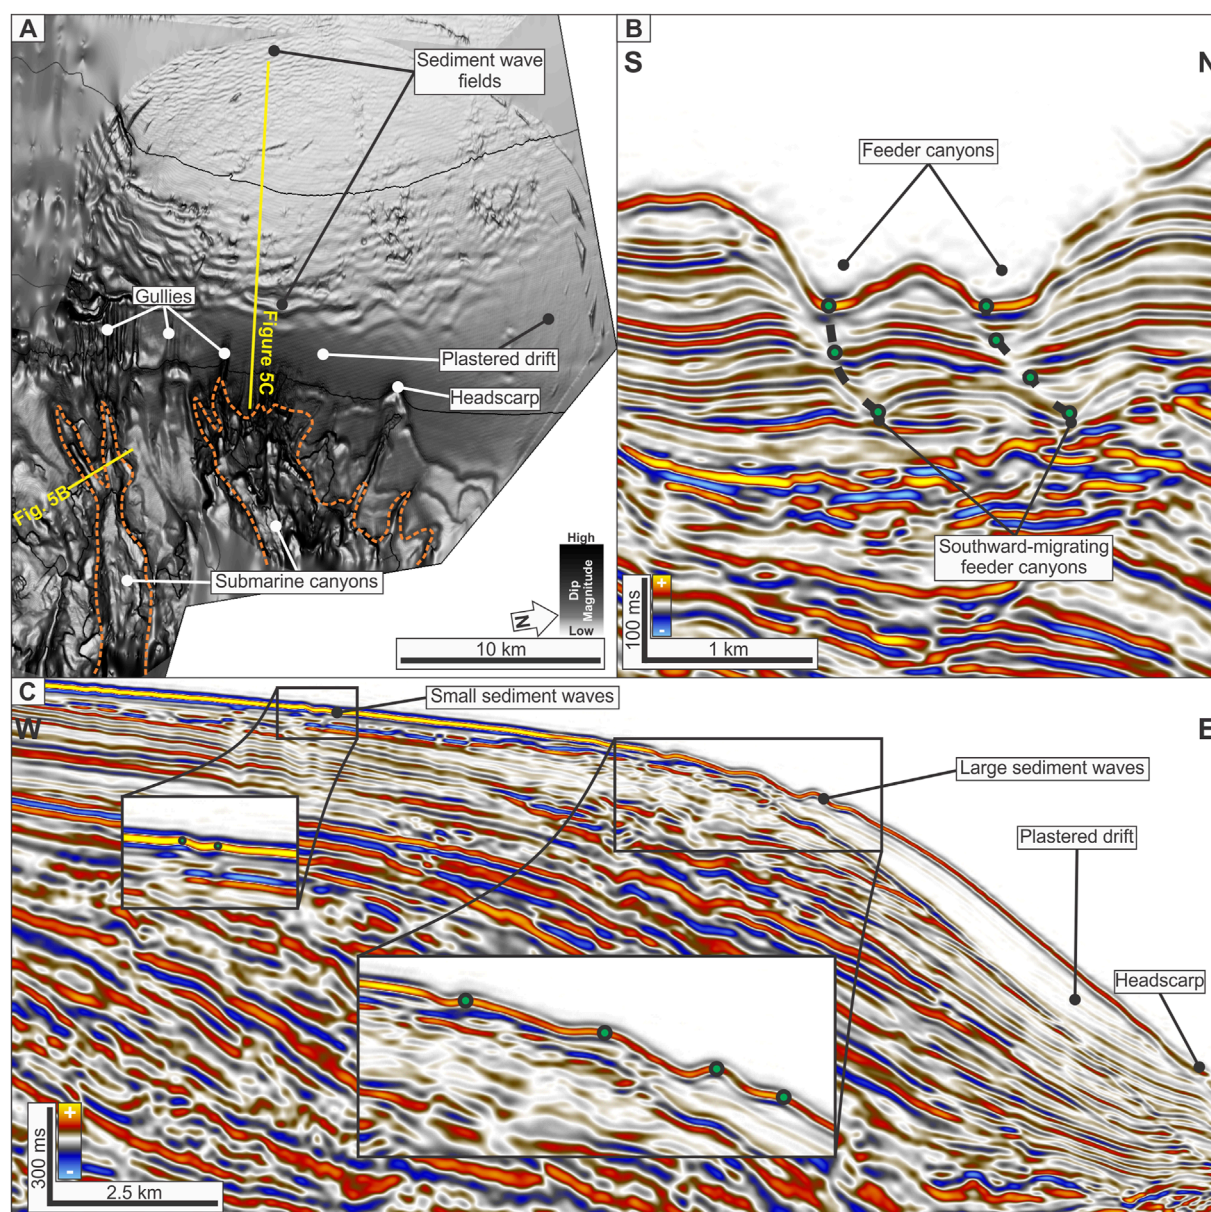 A
Sediment wave
fields
Gullies
Figure 5C
Plastered drift
Headscarp
Fig. 5B
Submarine canyons
High
Dip
Magnitude
Low
N
10 km
B
S
N
Feeder canyons
Southward-migrating
feeder canyons
100 ms
+
-
1 km
C
W
E
Small sediment waves
Large sediment waves
Plastered drift
Headscarp
300 ms
+
-
2.5 km